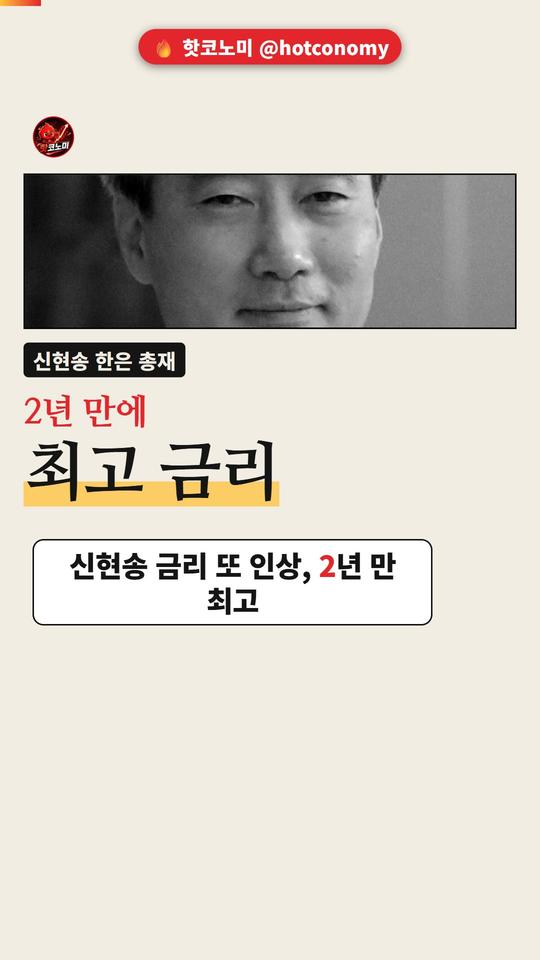 🔥 핫코노미 @hotconomy
핫코노미
신현송 한은 총재
2년 만에
최고 금리
신현송 금리 또 인상, 2년 만
최고